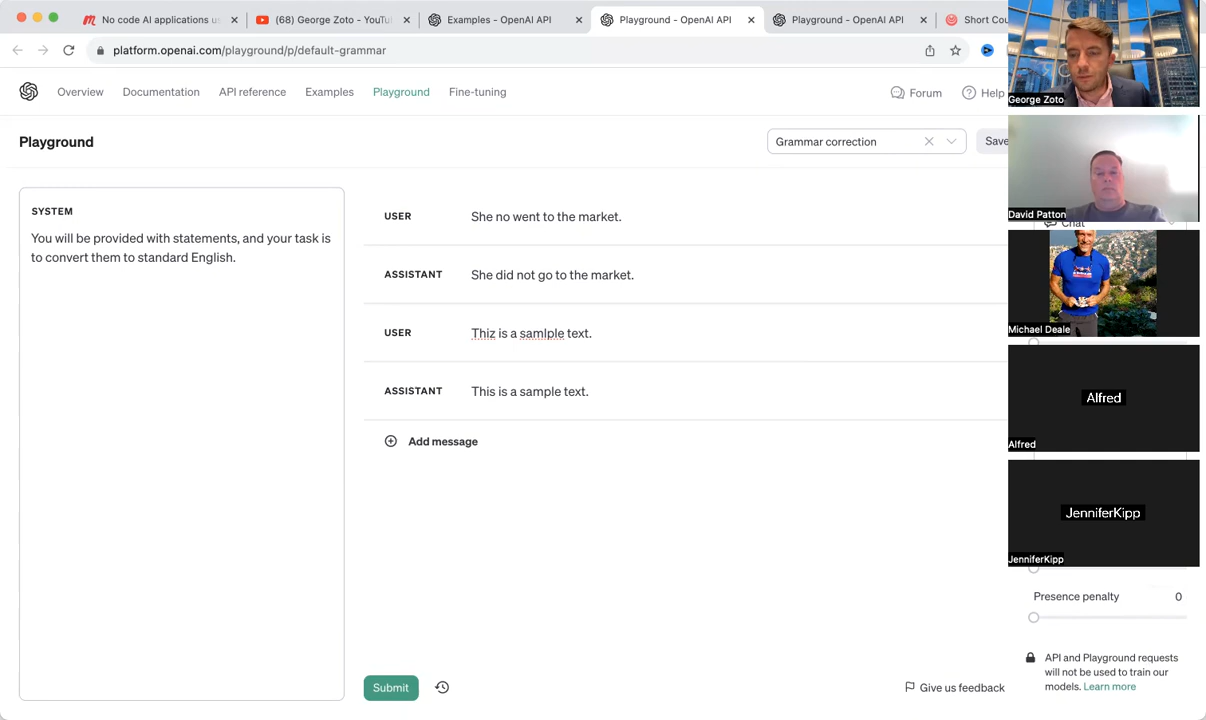 No code AI applications us
(68) George Zoto - YouTu
Examples - OpenAI API
Playground - OpenAI API
Playground - OpenAI API
Short Cou
platform.openai.com/playground/p/default-grammar
Overview
Documentation
API reference
Examples
Playground
Fine-tuning
Forum
Help
George Zoto
Playground
Grammar correction
Save
SYSTEM
You will be provided with statements, and your task is
to convert them to standard English.
USER
She no went to the market.
ASSISTANT
She did not go to the market.
USER
Thiz is a samlple text.
ASSISTANT
This is a sample text.
Add message
David Patton
Chat
Michael Deale
Alfred
Alfred
JenniferKipp
JenniferKipp
Presence penalty
0
API and Playground requests
will not be used to train our
models. Learn more
Submit
Give us feedback